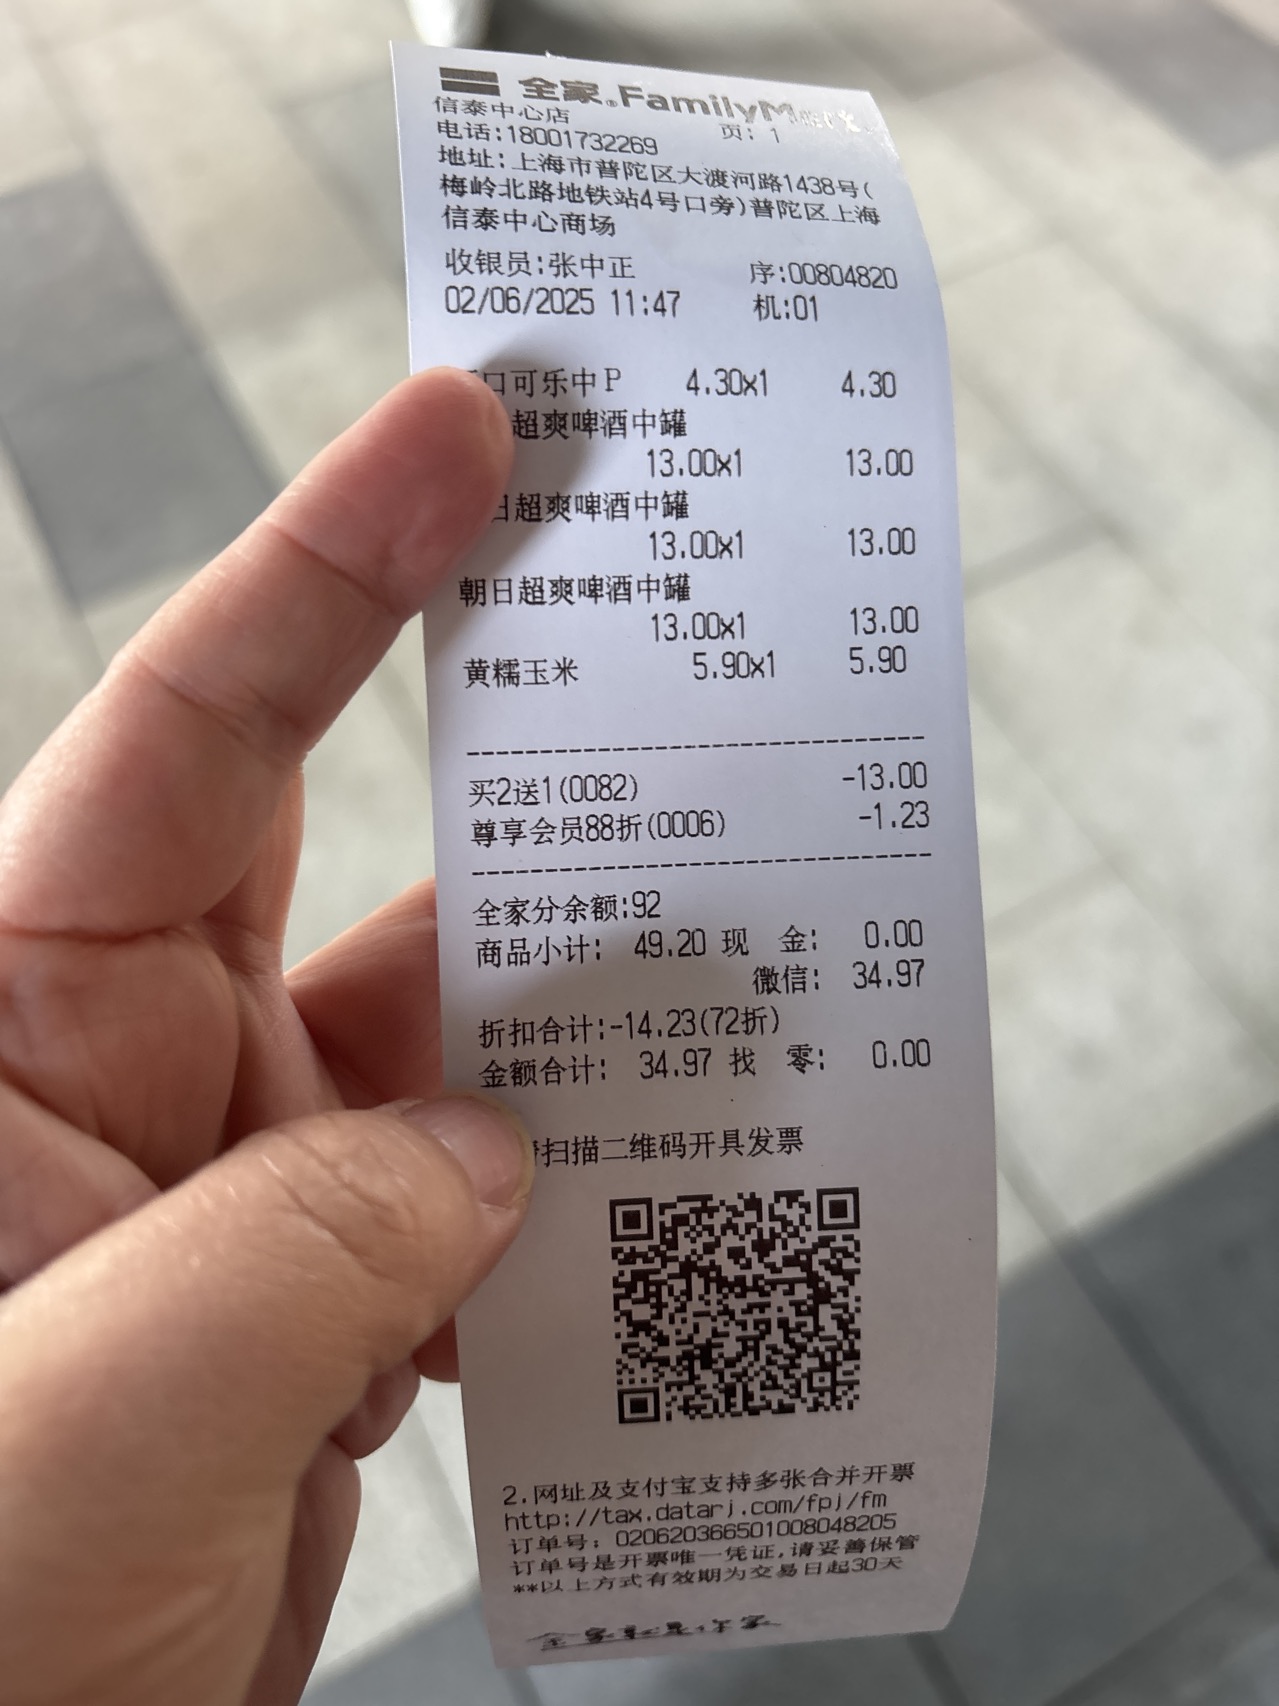 全家®FamilyMart
信泰中心店 页: 1
电话:18001732269
地址:上海市普陀区大渡河路1438号(
梅岭北路地铁站4号口旁)普陀区上海
信泰中心商场
收银员:张中正 序:00804820
02/06/2025 11:47 机:01
口可乐中P 4.30x1 4.30
超爽啤酒中罐
13.00x1 13.00
日超爽啤酒中罐
13.00x1 13.00
朝日超爽啤酒中罐
13.00x1 13.00
黄糯玉米 5.90x1 5.90
买2送1(0082) -13.00
尊享会员88折(0006) -1.23
全家分余额:92
商品小计: 49.20 现 金: 0.00
微信: 34.97
折扣合计:-14.23(72折)
金额合计: 34.97 找 零: 0.00
扫描二维码开具发票
2.网址及支付宝支持多张合并开票
http://tax.datarj.com/fpj/fm
订单号: 0206203665010080482​05
订单号是开票唯一凭证,请妥善保管
**以上方式有效期为交易日起30天